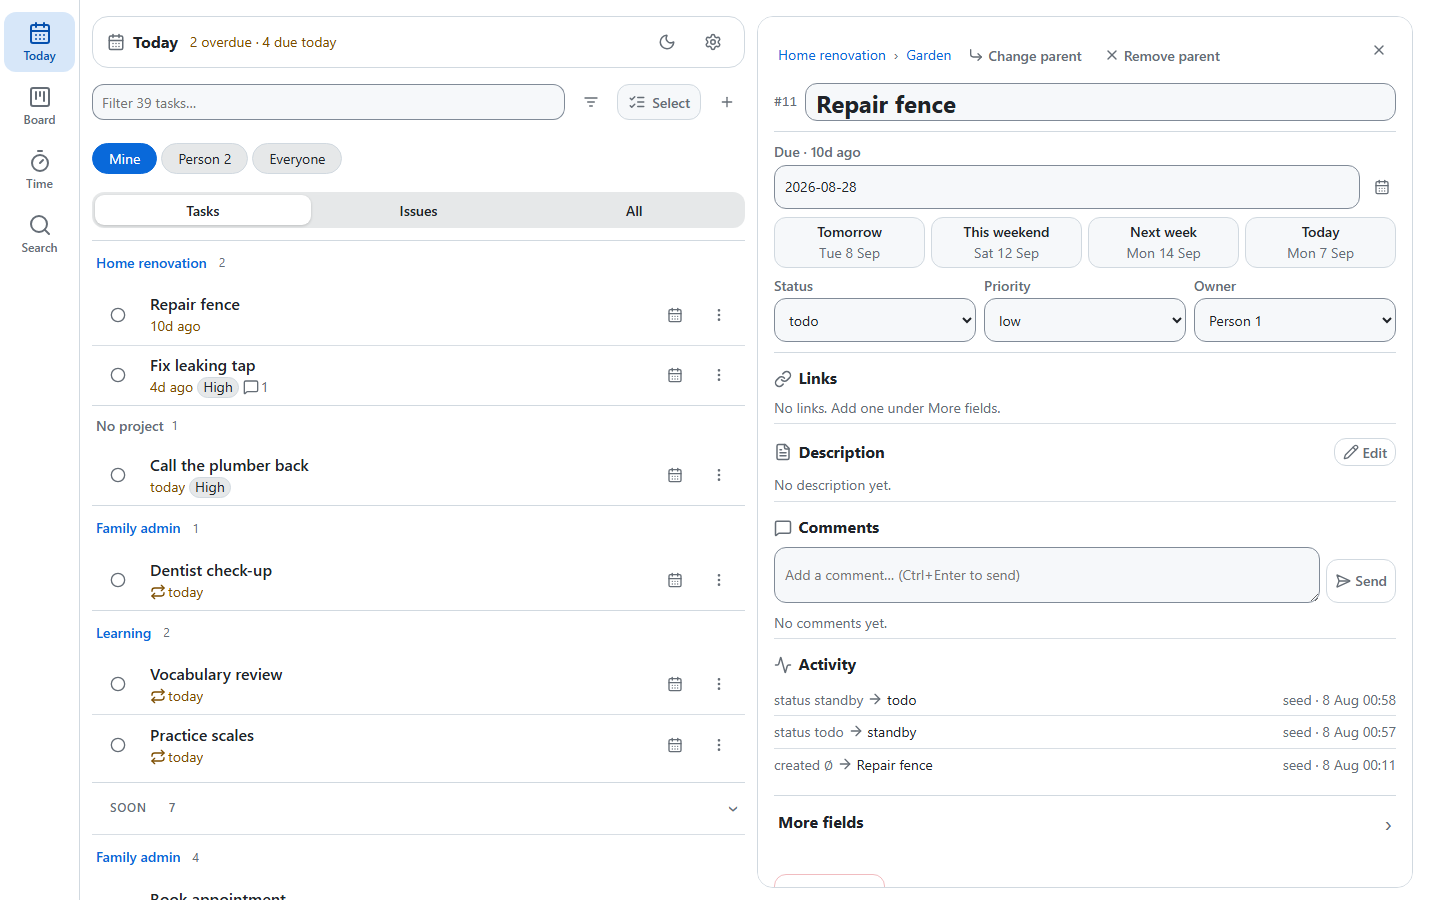 Today
Board
Time
Search
Today 2 overdue · 4 due today
Filter 39 tasks...
Select
Mine
Person 2
Everyone
Tasks
Issues
All
Home renovation 2
Repair fence
10d ago
Fix leaking tap
4d ago High 1
No project 1
Call the plumber back
today High
Family admin 1
Dentist check-up
today
Learning 2
Vocabulary review
today
Practice scales
today
SOON 7
Family admin 4
Book appointment
Home renovation › Garden
Change parent
Remove parent
#11 Repair fence
Due · 10d ago
2026-08-28
Tomorrow
Tue 8 Sep
This weekend
Sat 12 Sep
Next week
Mon 14 Sep
Today
Mon 7 Sep
Status
todo
Priority
low
Owner
Person 1
Links
No links. Add one under More fields.
Description
Edit
No description yet.
Comments
Add a comment... (Ctrl+Enter to send)
Send
No comments yet.
Activity
status standby → todo seed · 8 Aug 00:58
status todo → standby seed · 8 Aug 00:57
created ∅ → Repair fence seed · 8 Aug 00:11
More fields